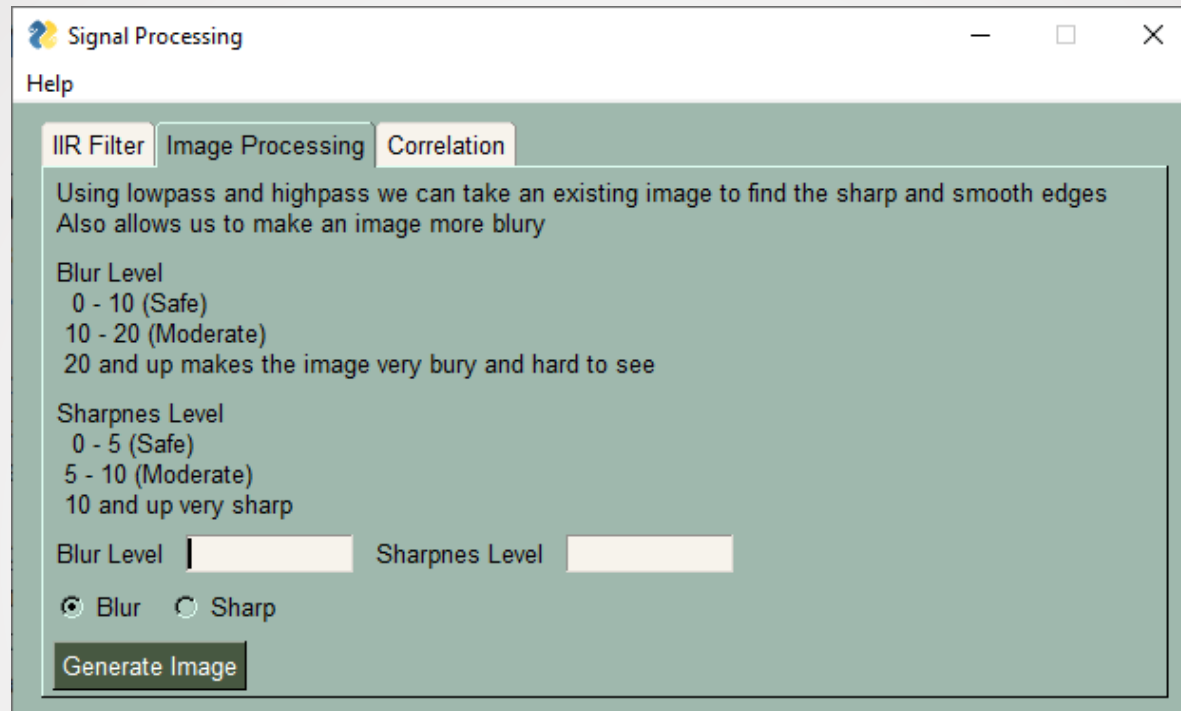 Signal Processing
Help
IIR Filter Image Processing Correlation
Using lowpass and highpass we can take an existing image to find the sharp and smooth edges
Also allows us to make an image more blury
Blur Level
0 - 10 (Safe)
10 - 20 (Moderate)
20 and up makes the image very bury and hard to see
Sharpnes Level
0 - 5 (Safe)
5 - 10 (Moderate)
10 and up very sharp
Blur Level Sharpnes Level
Blur Sharp
Generate Image